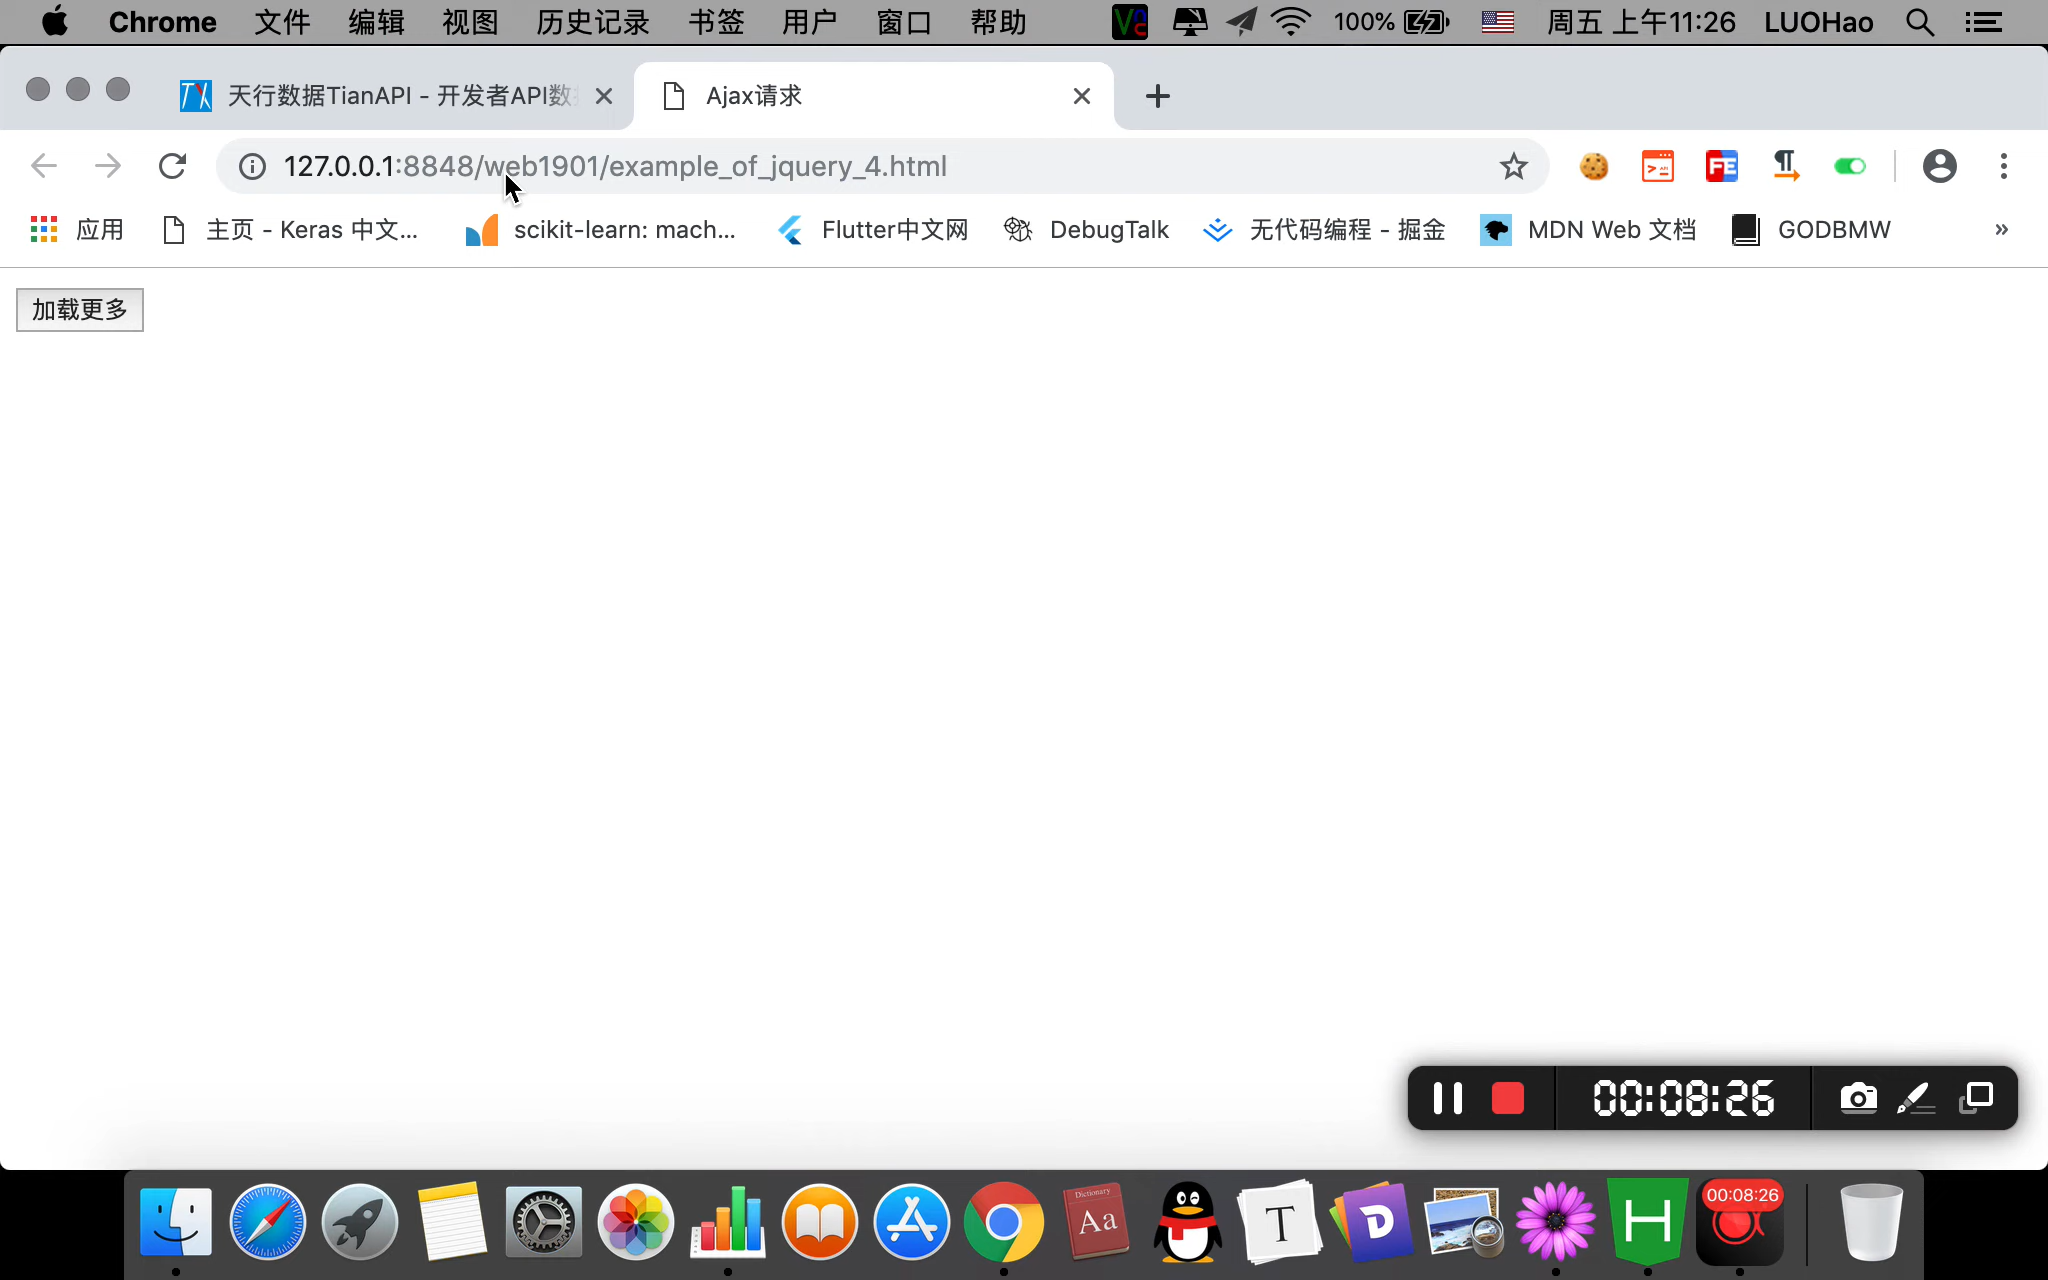 Chrome 文件 编辑 视图 历史记录 书签 用户 窗口 帮助 100% 周五 上午11:26 LUOHao
天行数据TianAPI - 开发者API数 Ajax请求
127.0.0.1:8848/web1901/example_of_jquery_4.html
应用 主页 - Keras 中文... scikit-learn: mach... Flutter中文网 DebugTalk 无代码编程 - 掘金 MDN Web 文档 GODBMW »
加载更多
00:08:26
00:08:26
Dictionary
Aa
T
D
H